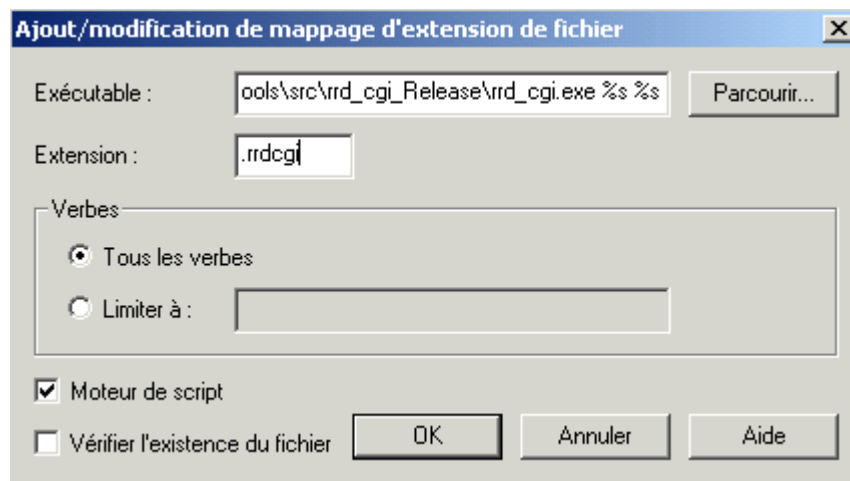 Ajout/modification de mappage d'extension de fichier
Exécutable : ools\src\rrd_cgi_Release\rrd_cgi.exe %s %s Parcourir...
Extension : .rrdcgi
Verbes
Tous les verbes
Limiter à :
Moteur de script
Vérifier l'existence du fichier OK Annuler Aide